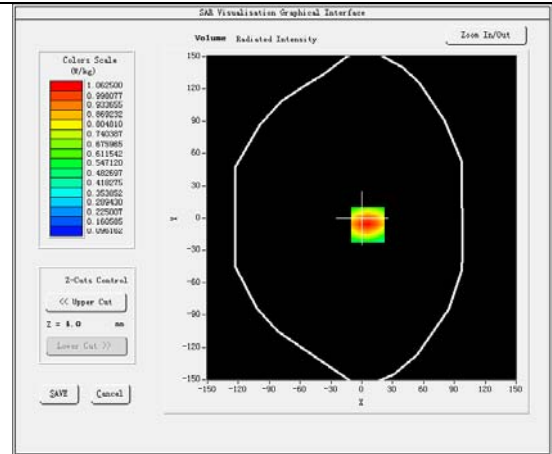 SAR Visualisation Graphical Interface
Volume Radiated Intensity
Zoom In/Out
Colors Scale
(W/kg)
1.062500
0.998077
0.933655
0.869232
0.804810
0.740387
0.675965
0.611542
0.547120
0.482697
0.418275
0.353852
0.289430
0.225007
0.160585
0.096162
Z-Cuts Control
<< Upper Cut
Z = 4.0 mm
Lower Cut >>
SAVE
Cancel
150
120
90
60
30
0
-30
-60
-90
-120
-150
Y
-150 -120 -90 -60 -30 0 30 60 90 120 150
X